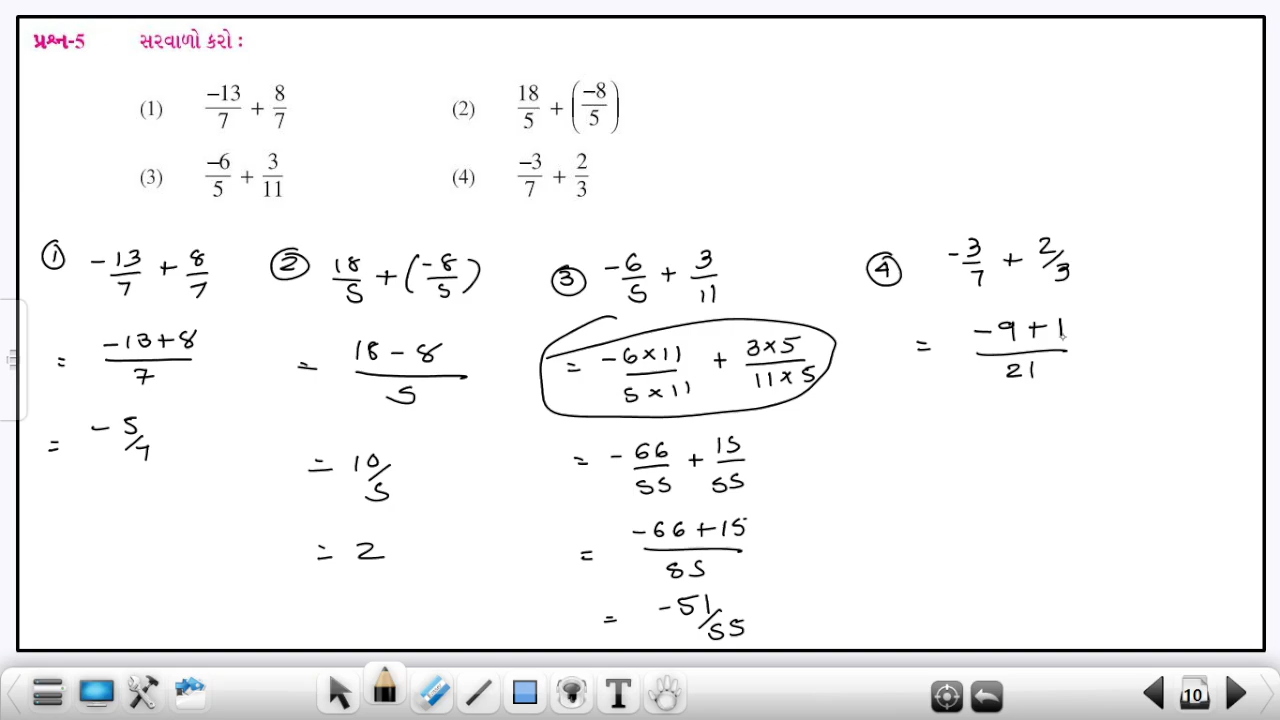 પ્રશ્ન-5 સરવાળો કરો :
(1) -13/7 + 8/7 (2) 18/5 + (-8/5)
(3) -6/5 + 3/11 (4) -3/7 + 2/3
① -13/7 + 8/7
= -13+8/7
= -5/7
② 18/5 + (-8/5)
= 18-8/5
= 10/5
= 2
③ -6/5 + 3/11
= -6×11/5×11 + 3×5/11×5
= -66/55 + 15/55
= -66+15/85
= -51/55
④ -3/7 + 2/3
= -9+1/21
10